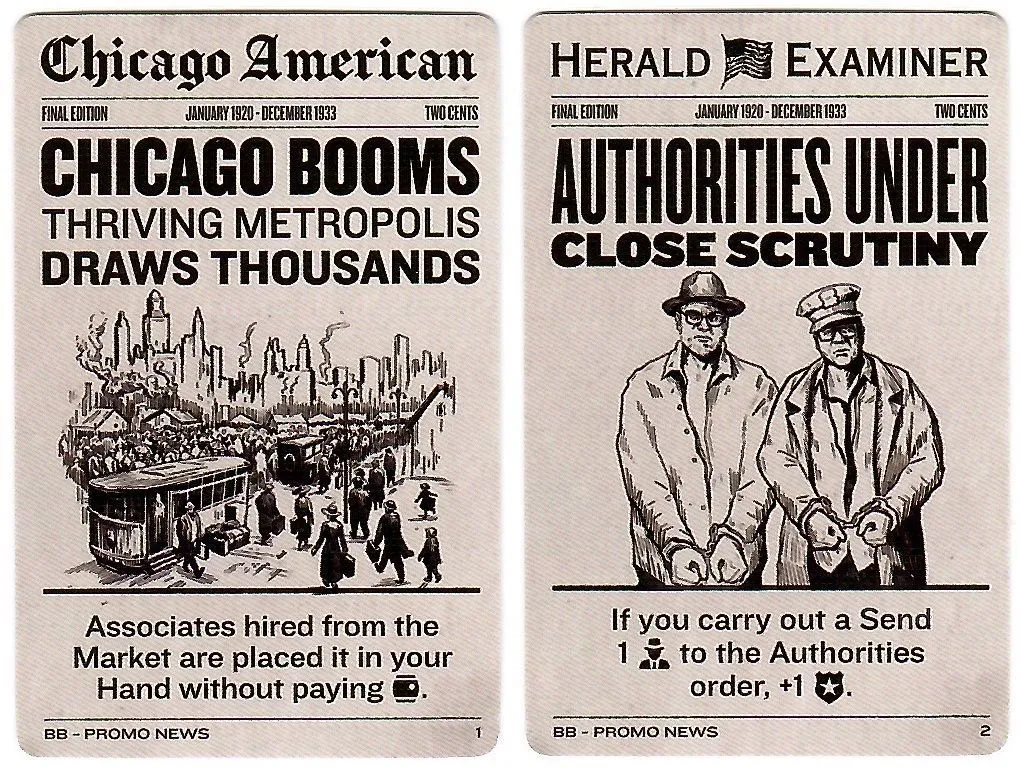 Chicago American
FINAL EDITION JANUARY 1920 - DECEMBER 1933 TWO CENTS
CHICAGO BOOMS
THRIVING METROPOLIS
DRAWS THOUSANDS
Associates hired from the
Market are placed it in your
Hand without paying .
BB - PROMO NEWS 1
HERALD EXAMINER
FINAL EDITION JANUARY 1920 - DECEMBER 1933 TWO CENTS
AUTHORITIES UNDER
CLOSE SCRUTINY
If you carry out a Send
1 to the Authorities
order, +1 .
BB - PROMO NEWS 2